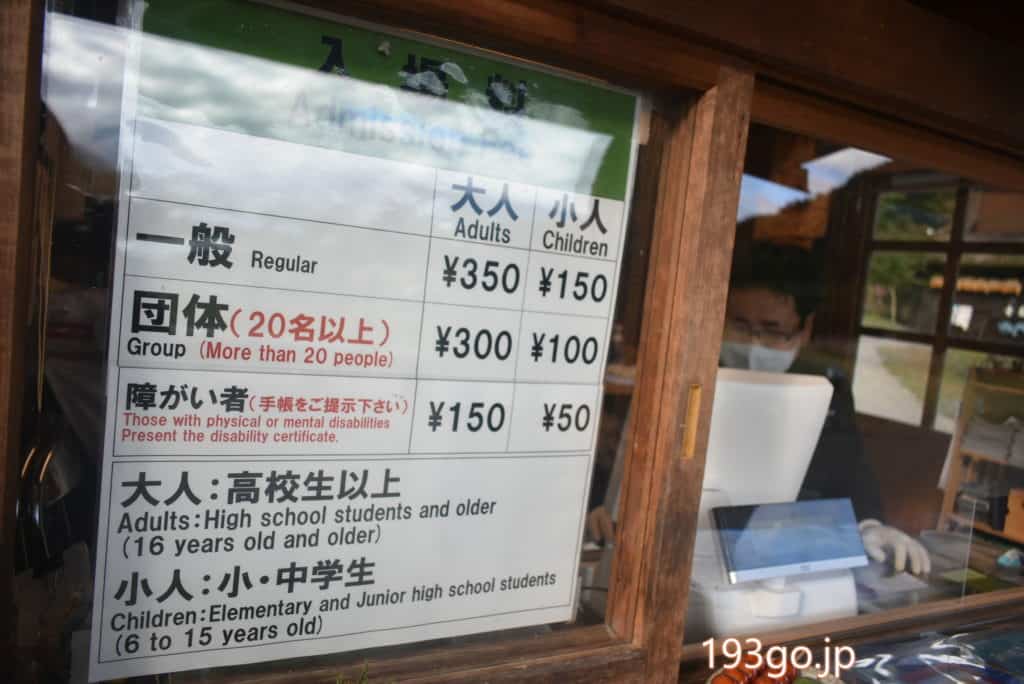 入場料
Admission
大人 小人
Adults Children
一般 Regular ¥350 ¥150
団体(20名以上)
Group (More than 20 people) ¥300 ¥100
障がい者(手帳をご提示下さい)
Those with physical or mental disabilities
Present the disability certificate. ¥150 ¥50
大人:高校生以上
Adults:High school students and older
(16 years old and older)
小人:小・中学生
Children:Elementary and Junior high school students
(6 to 15 years old)
193go.jp